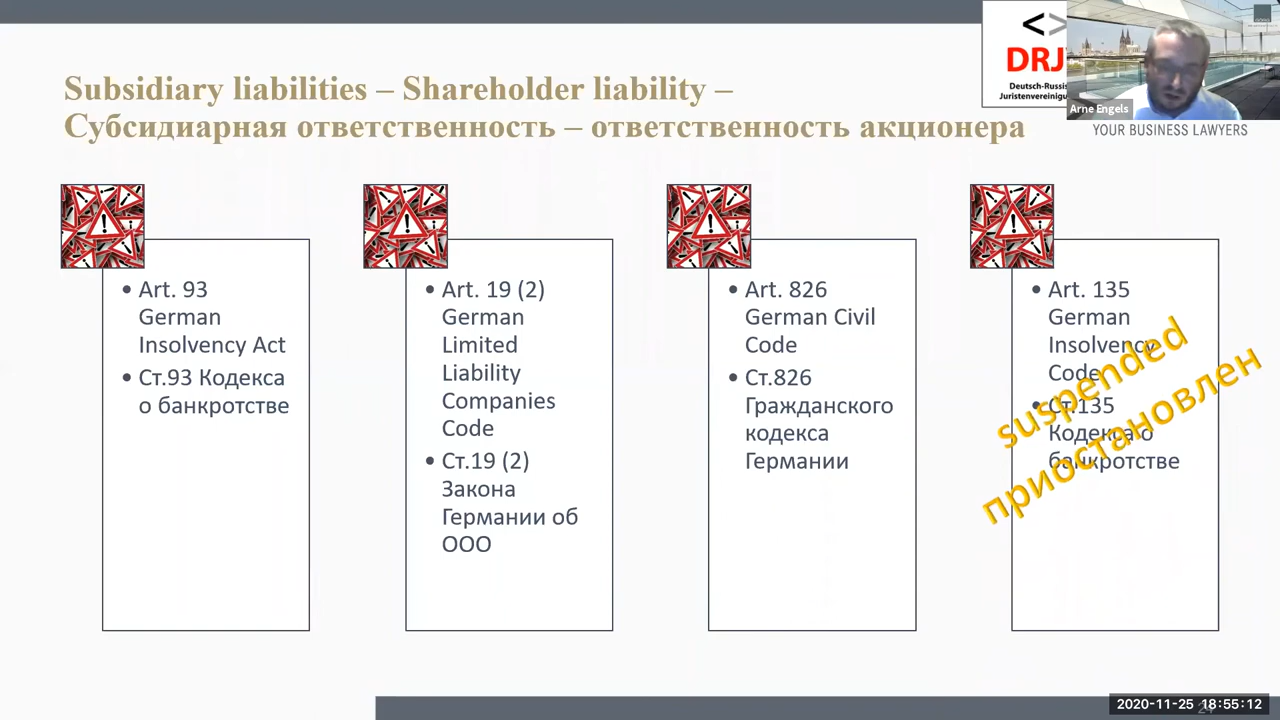 Subsidiary liabilities – Shareholder liability –
Субсидиарная ответственность – ответственность акционера
<> 
DRJ
Deutsch-Russis
Juristenvereinigu
Arne Engels
YOUR BUSINESS LAWYERS
• Art. 93
German
Insolvency Act
• Ст.93 Кодекса
о банкротстве
• Art. 19 (2)
German
Limited
Liability
Companies
Code
• Ст.19 (2)
Закона
Германии об
ООО
• Art. 826
German Civil
Code
• Ст.826
Гражданского
кодекса
Германии
• Art. 135
German
Insolvency
Code
• Ст.135
Кодекса о
банкротстве
suspended
приостановлен
2020-11-25 18:55:12